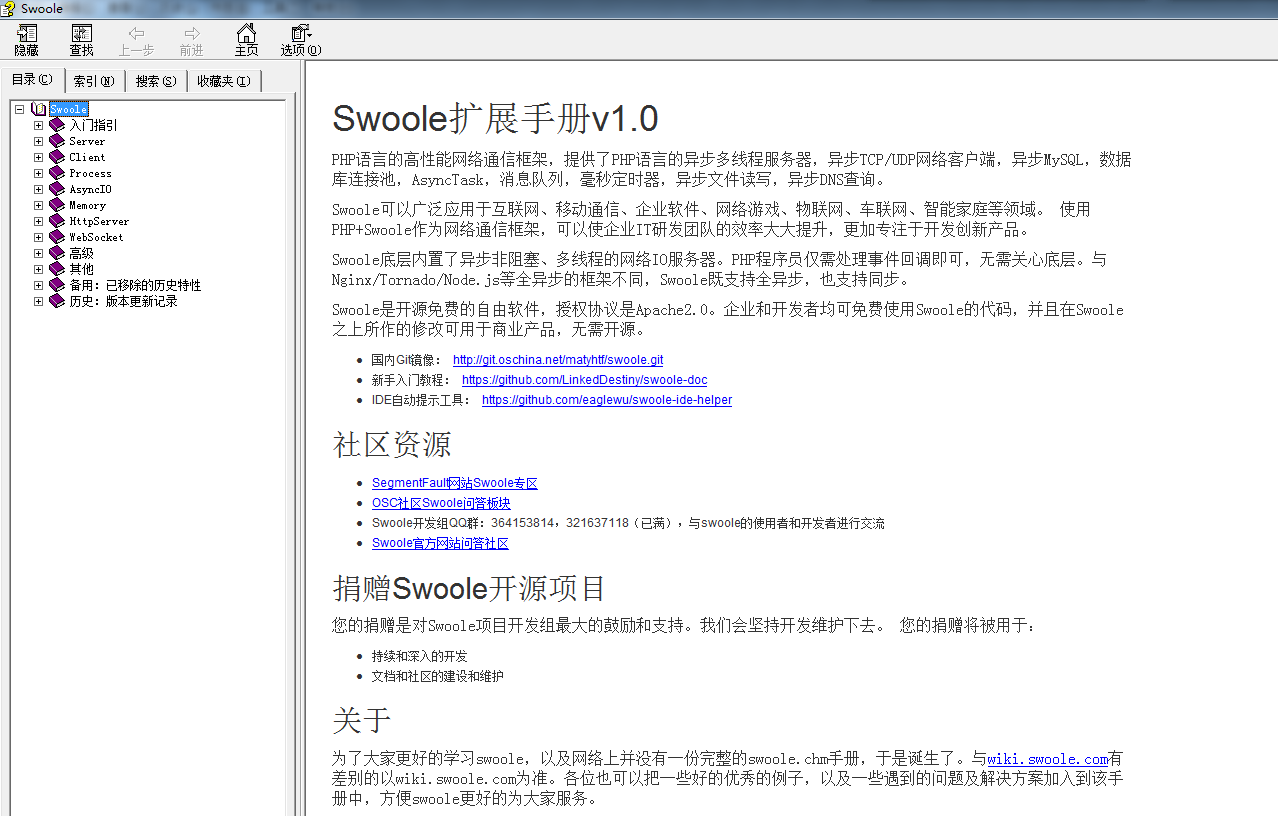 Swoole
隐藏 查找 上一步 前进 主页 选项(O)
目录(C) 索引(N) 搜索(S) 收藏夹(I)
Swoole
入门指引
Server
Client
Process
AsyncIO
Memory
HttpServer
WebSocket
高级
其他
备用：已移除的历史特性
历史：版本更新记录
Swoole扩展手册v1.0
PHP语言的高性能网络通信框架，提供了PHP语言的异步多线程服务器，异步TCP/UDP网络客户端，异步MySQL，数据
库连接池，AsyncTask，消息队列，毫秒定时器，异步文件读写，异步DNS查询。
Swoole可以广泛应用于互联网、移动通信、企业软件、网络游戏、物联网、车联网、智能家庭等领域。 使用
PHP+Swoole作为网络通信框架，可以使企业IT研发团队的效率大大提升，更加专注于开发创新产品。
Swoole底层内置了异步非阻塞、多线程的网络IO服务器。PHP程序员仅需处理事件回调即可，无需关心底层。与
Nginx/Tornado/Node.js等全异步的框架不同，Swoole既支持全异步，也支持同步。
Swoole是开源免费的自由软件，授权协议是Apache2.0。企业和开发者均可免费使用Swoole的代码，并且在Swoole
之上所作的修改可用于商业产品，无需开源。
国内Git镜像： http://git.oschina.net/matyhtf/swoole.git
新手入门教程： https://github.com/LinkedDestiny/swoole-doc
IDE自动提示工具： https://github.com/eaglewu/swoole-ide-helper
社区资源
SegmentFault网站Swoole专区
OSC社区Swoole问答板块
Swoole开发组QQ群：364153814，321637118（已满），与swoole的使用者和开发者进行交流
Swoole官方网站问答社区
捐赠Swoole开源项目
您的捐赠是对Swoole项目开发组最大的鼓励和支持。我们会坚持开发维护下去。 您的捐赠将被用于：
持续和深入的开发
文档和社区的建设和维护
关于
为了大家更好的学习swoole，以及网络上并没有一份完整的swoole.chm手册，于是诞生了。与wiki.swoole.com有
差别的以wiki.swoole.com为准。各位也可以把一些好的优秀的例子，以及一些遇到的问题及解决方案加入到该手
册中，方便swoole更好的为大家服务。